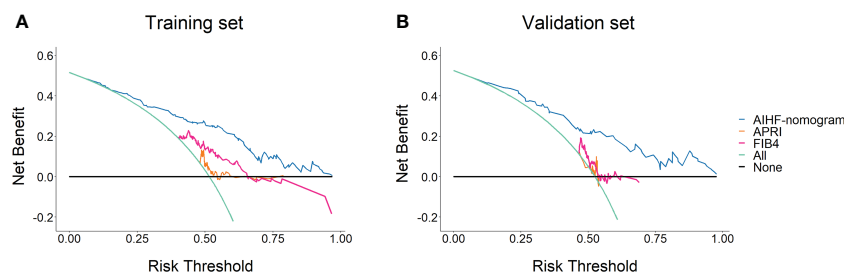 A
Training set
Net Benefit
0.6
0.4
0.2
0.0
-0.2
0.00 0.25 0.50 0.75 1.00
Risk Threshold
B
Validation set
Net Benefit
0.6
0.4
0.2
0.0
-0.2
0.00 0.25 0.50 0.75 1.00
Risk Threshold
AIHF-nomogram
APRI
FIB4
All
None